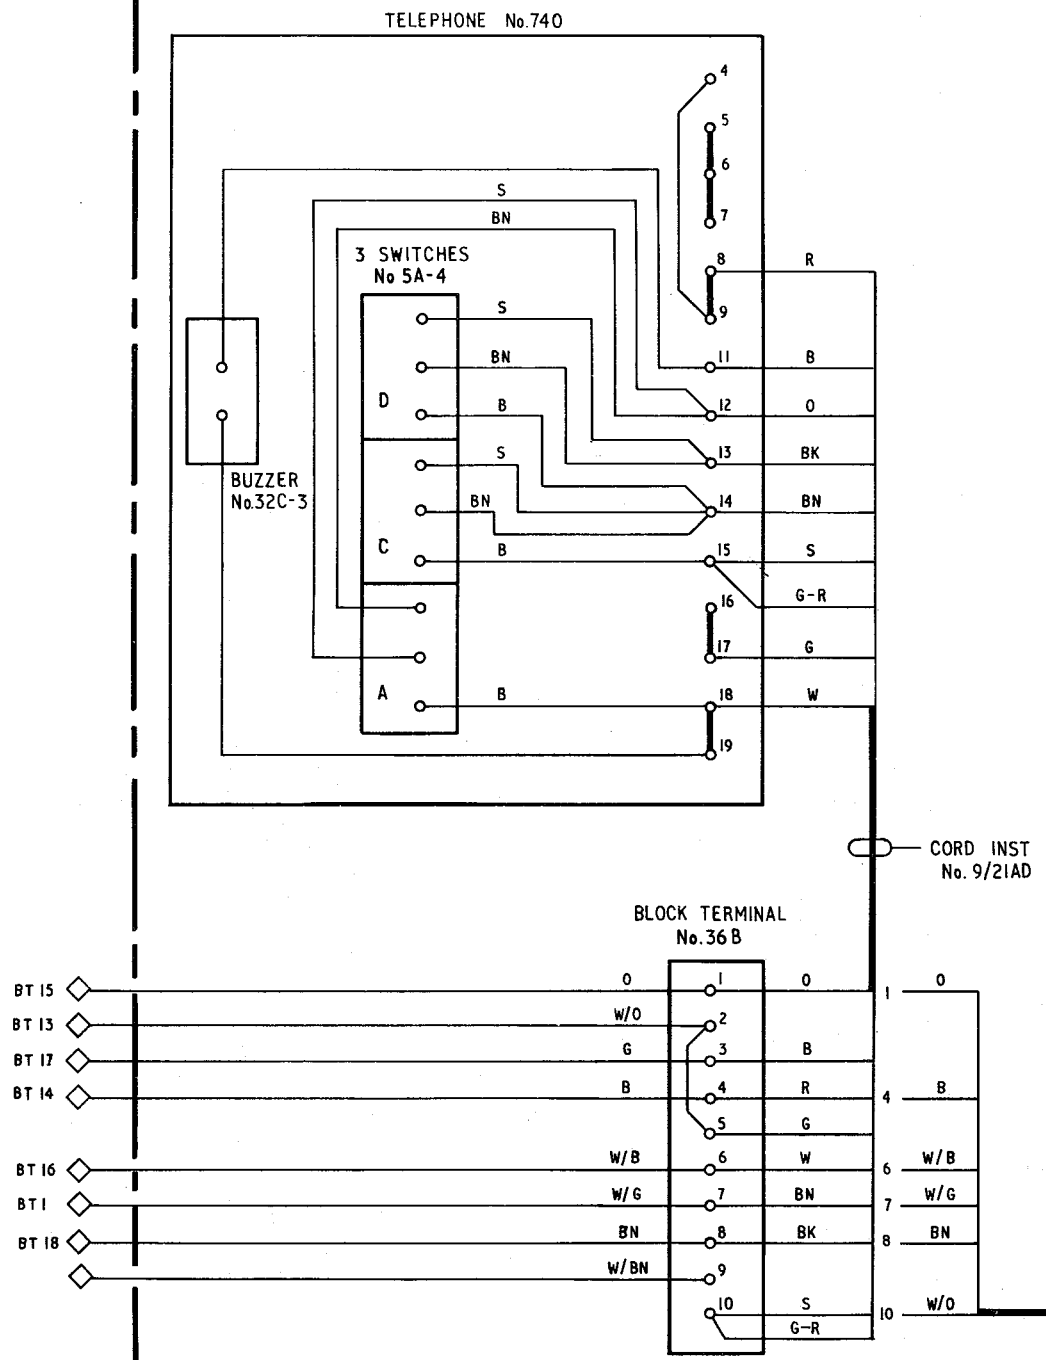 TELEPHONE No.740
4
5
6
7
S
BN
3 SWITCHES
No 5A-4
8 R
S
9
BN 11 B
D B 12 O
S 13 BK
BUZZER
No.32C-3
BN 14 BN
C B 15 S
16 G-R
17 G
A B 18 W
19
CORD INST
No. 9/21AD
BLOCK TERMINAL
No.36B
BT 15 O 1 O 1 O
BT 13 W/O 2
BT 17 G 3 B
BT 14 B 4 R 4 B
5 G
BT 16 W/B 6 W 6 W/B
BT 1 W/G 7 BN 7 W/G
BT 18 BN 8 BK 8 BN
W/BN 9
10 S 10 W/O
G-R